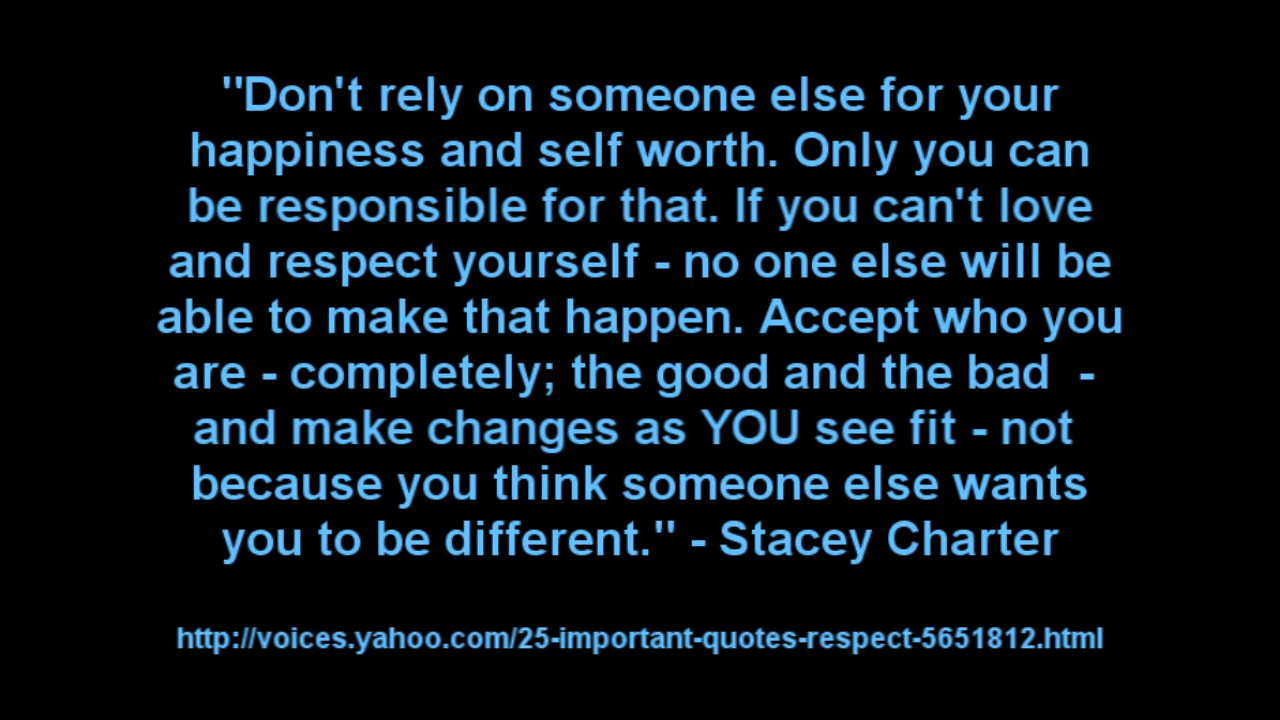 "Don't rely on someone else for your
happiness and self worth. Only you can
be responsible for that. If you can't love
and respect yourself - no one else will be
able to make that happen. Accept who you
are - completely; the good and the bad  -
and make changes as YOU see fit - not
because you think someone else wants
you to be different." - Stacey Charter
http://voices.yahoo.com/25-important-quotes-respect-5651812.html